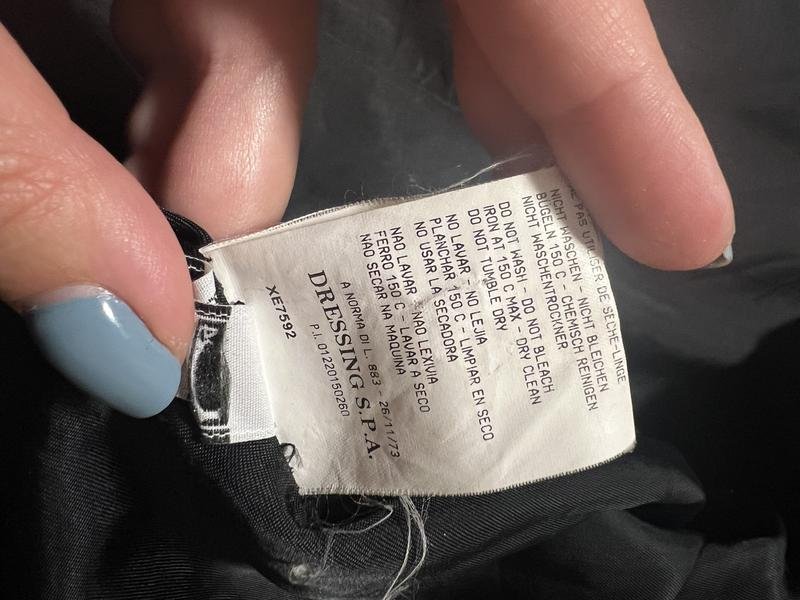 E PAS UTILISER DE SECHE-LINGE
NICHT WASCHEN - NICHT BLEICHEN
BUGELN 150 C - CHEMISCH REINIGEN
NICHT WASCHENTROCKNER
DO NOT WASH - DO NOT BLEACH
IRON AT 150 C MAX. DRY CLEAN
DO NOT TUMBLE DRY
NO LAVAR - NO LEJIA
PLANCHAR 150 C - LIMPIAR EN SECO
NO USAR LA SECADORA
NAO LAVAR - NAO LEXIVIA
FERRO 150 C - LAVAR A SECO
NAO SECAR NA MAQUINA
A NORMA DI L. 883 - 26/11/73
DRESSING S.P.A.
P.I. 01220150260
XE7592